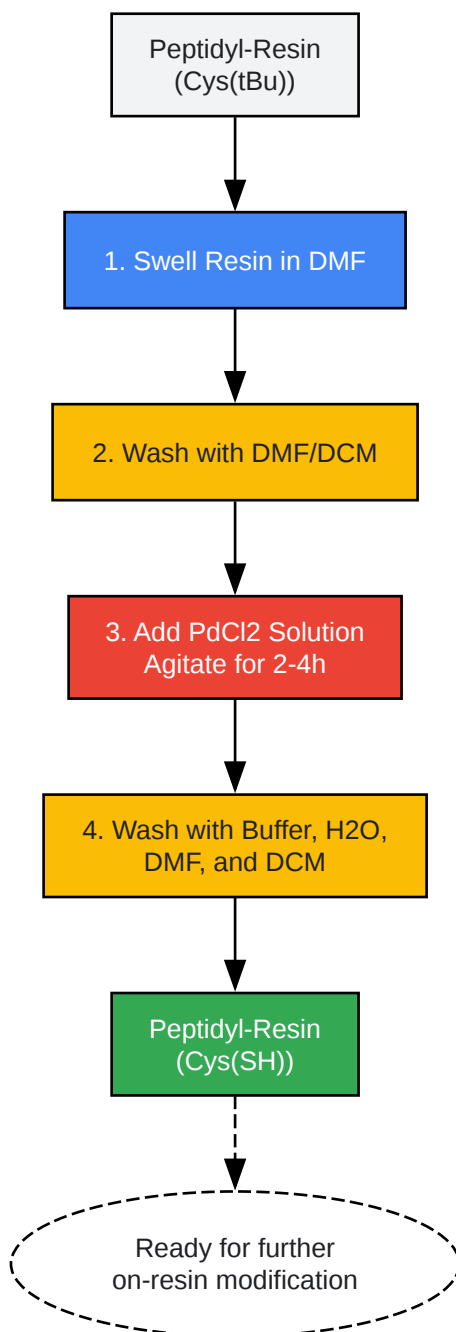 Peptidyl-Resin
(Cys(tBu))
1. Swell Resin in DMF
2. Wash with DMF/DCM
3. Add PdCl2 Solution
Agitate for 2-4h
4. Wash with Buffer, H2O,
DMF, and DCM
Peptidyl-Resin
(Cys(SH))
Ready for further
on-resin modification